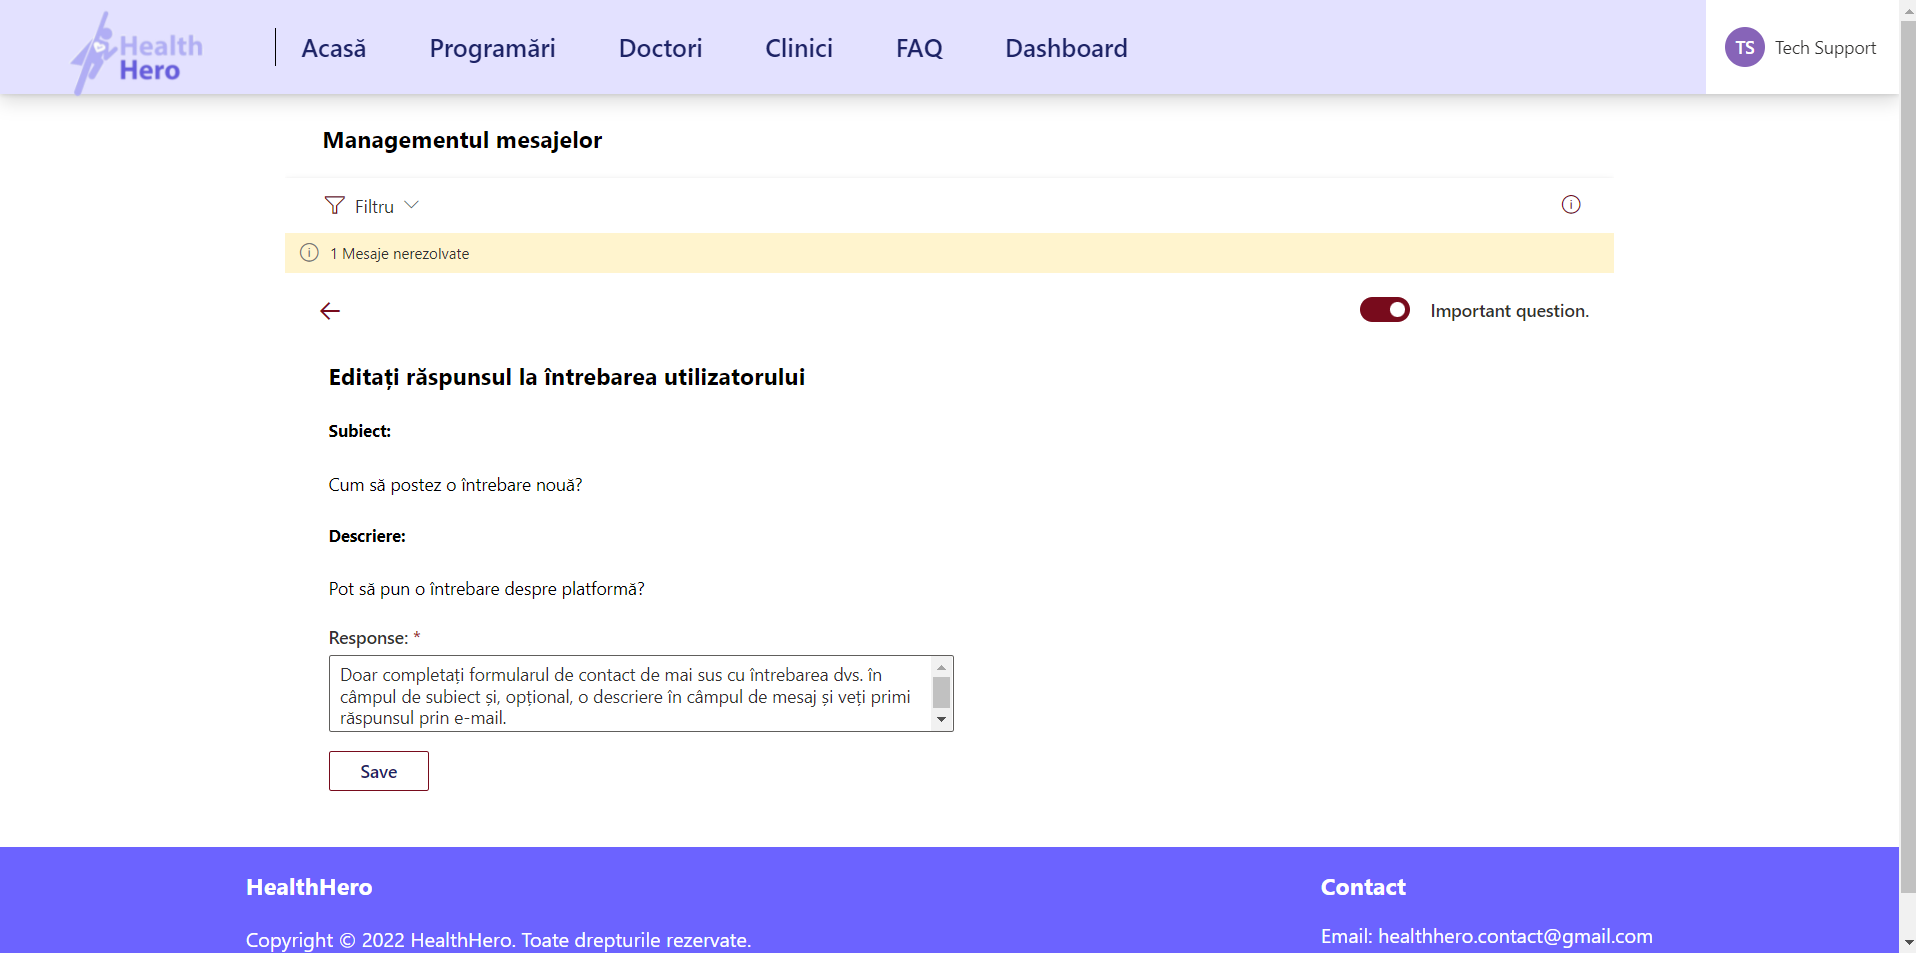 Health
Hero
Acasă
Programări
Doctori
Clinici
FAQ
Dashboard
TS
Tech Support
Managementul mesajelor
Filtru
1 Mesaje nerezolvate
Important question.
Editați răspunsul la întrebarea utilizatorului
Subiect:
Cum să postez o întrebare nouă?
Descriere:
Pot să pun o întrebare despre platformă?
Response: *
Doar completați formularul de contact de mai sus cu întrebarea dvs. în
câmpul de subiect și, opțional, o descriere în câmpul de mesaj și veți primi
răspunsul prin e-mail.
Save
HealthHero
Contact
Copyright © 2022 HealthHero. Toate drepturile rezervate.
Email: healthhero.contact@gmail.com